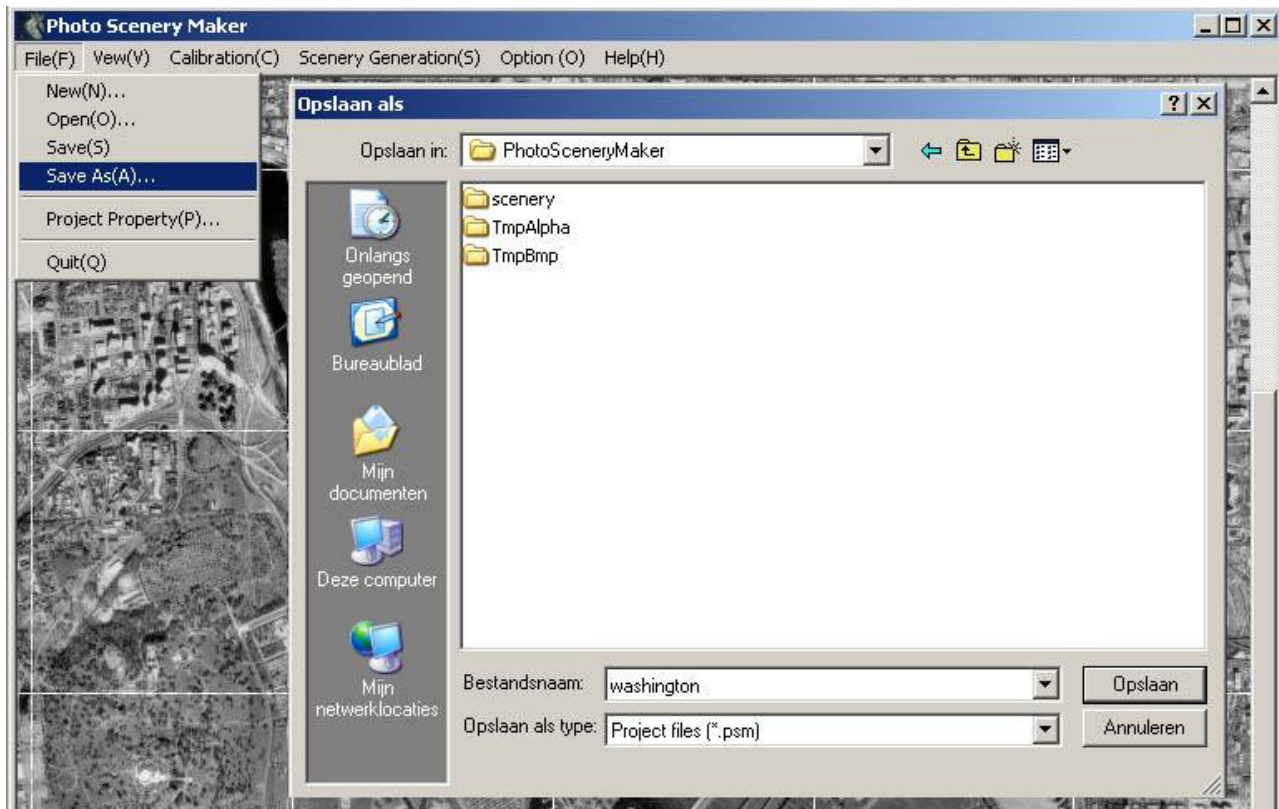 Photo Scenery Maker
File(F) Vew(V) Calibration(C) Scenery Generation(S) Option (O) Help(H)
New(N)...
Open(O)...
Save(S)
Save As(A)...
Project Property(P)...
Quit(Q)
Opslaan als
Opslaan in: PhotoSceneryMaker
Onlangs
geopend
Bureaublad
Mijn
documenten
Deze computer
Mijn
netwerklocaties
scenery
TmpAlpha
TmpBmp
Bestandsnaam: washington Opslaan
Opslaan als type: Project files (*.psm) Annuleren